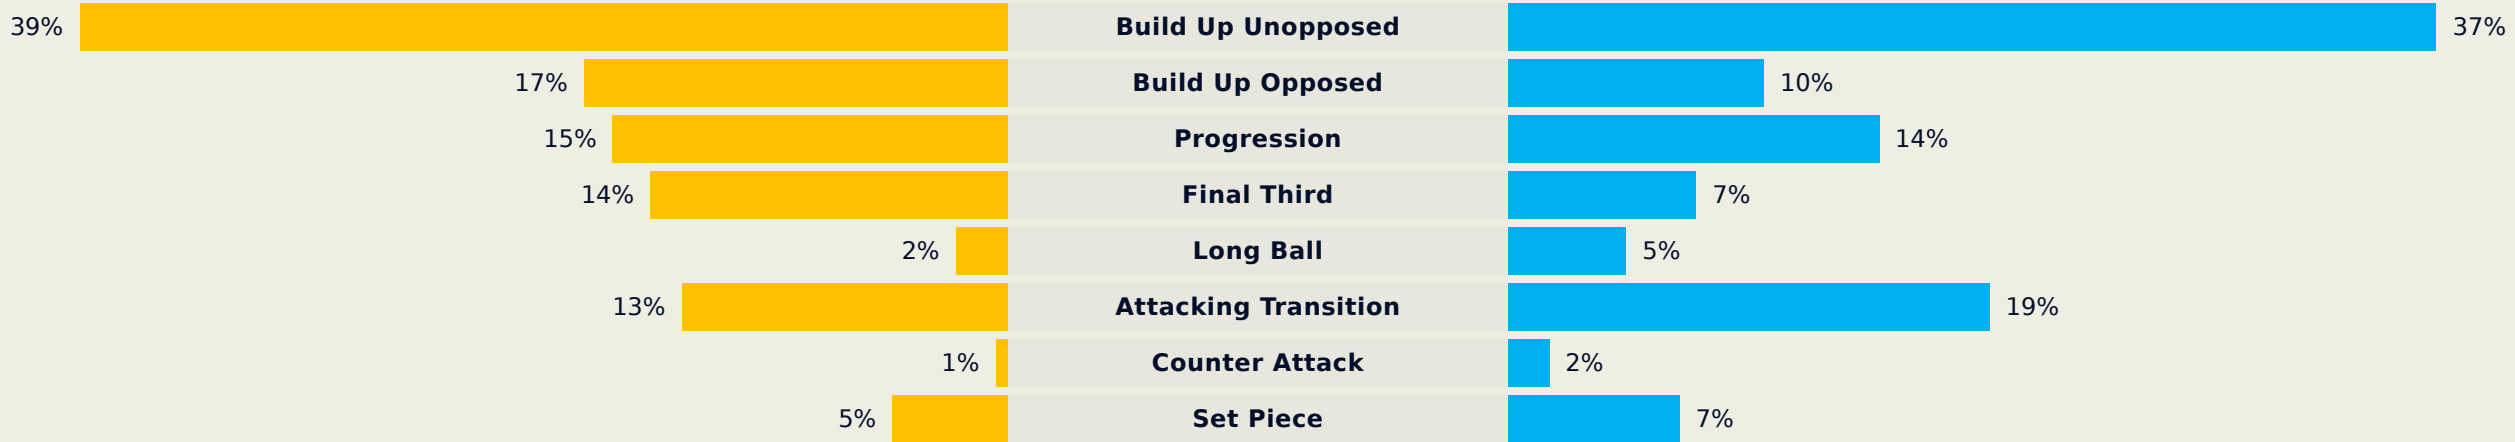 39% Build Up Unopposed 37%
17% Build Up Opposed 10%
15% Progression 14%
14% Final Third 7%
2% Long Ball 5%
13% Attacking Transition 19%
1% Counter Attack 2%
5% Set Piece 7%